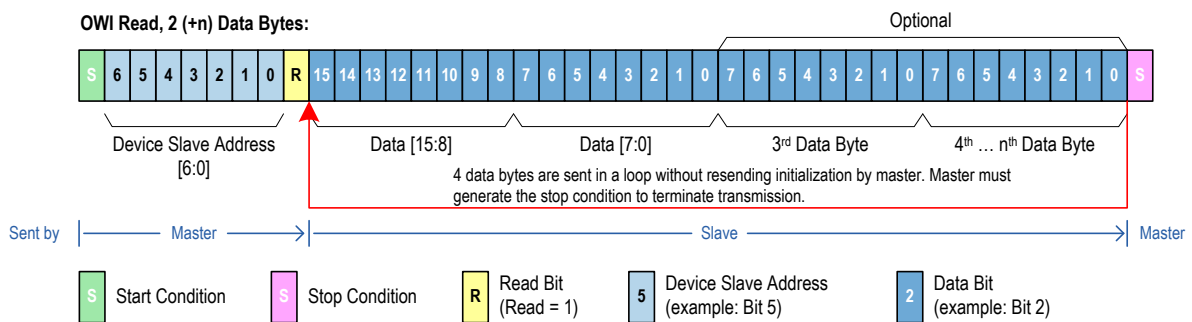 OWI Read, 2 (+n) Data Bytes:
Optional
S 6 5 4 3 2 1 0 R 15 14 13 12 11 10 9 8 7 6 5 4 3 2 1 0 7 6 5 4 3 2 1 0 7 6 5 4 3 2 1 0 S
Device Slave Address Data [15:8] Data [7:0] 3rd Data Byte 4th … nth Data Byte
[6:0]
4 data bytes are sent in a loop without resending initialization by master. Master must
generate the stop condition to terminate transmission.
Sent by Master Slave Master
S Start Condition
S Stop Condition
R Read Bit
(Read = 1)
5 Device Slave Address
(example: Bit 5)
2 Data Bit
(example: Bit 2)